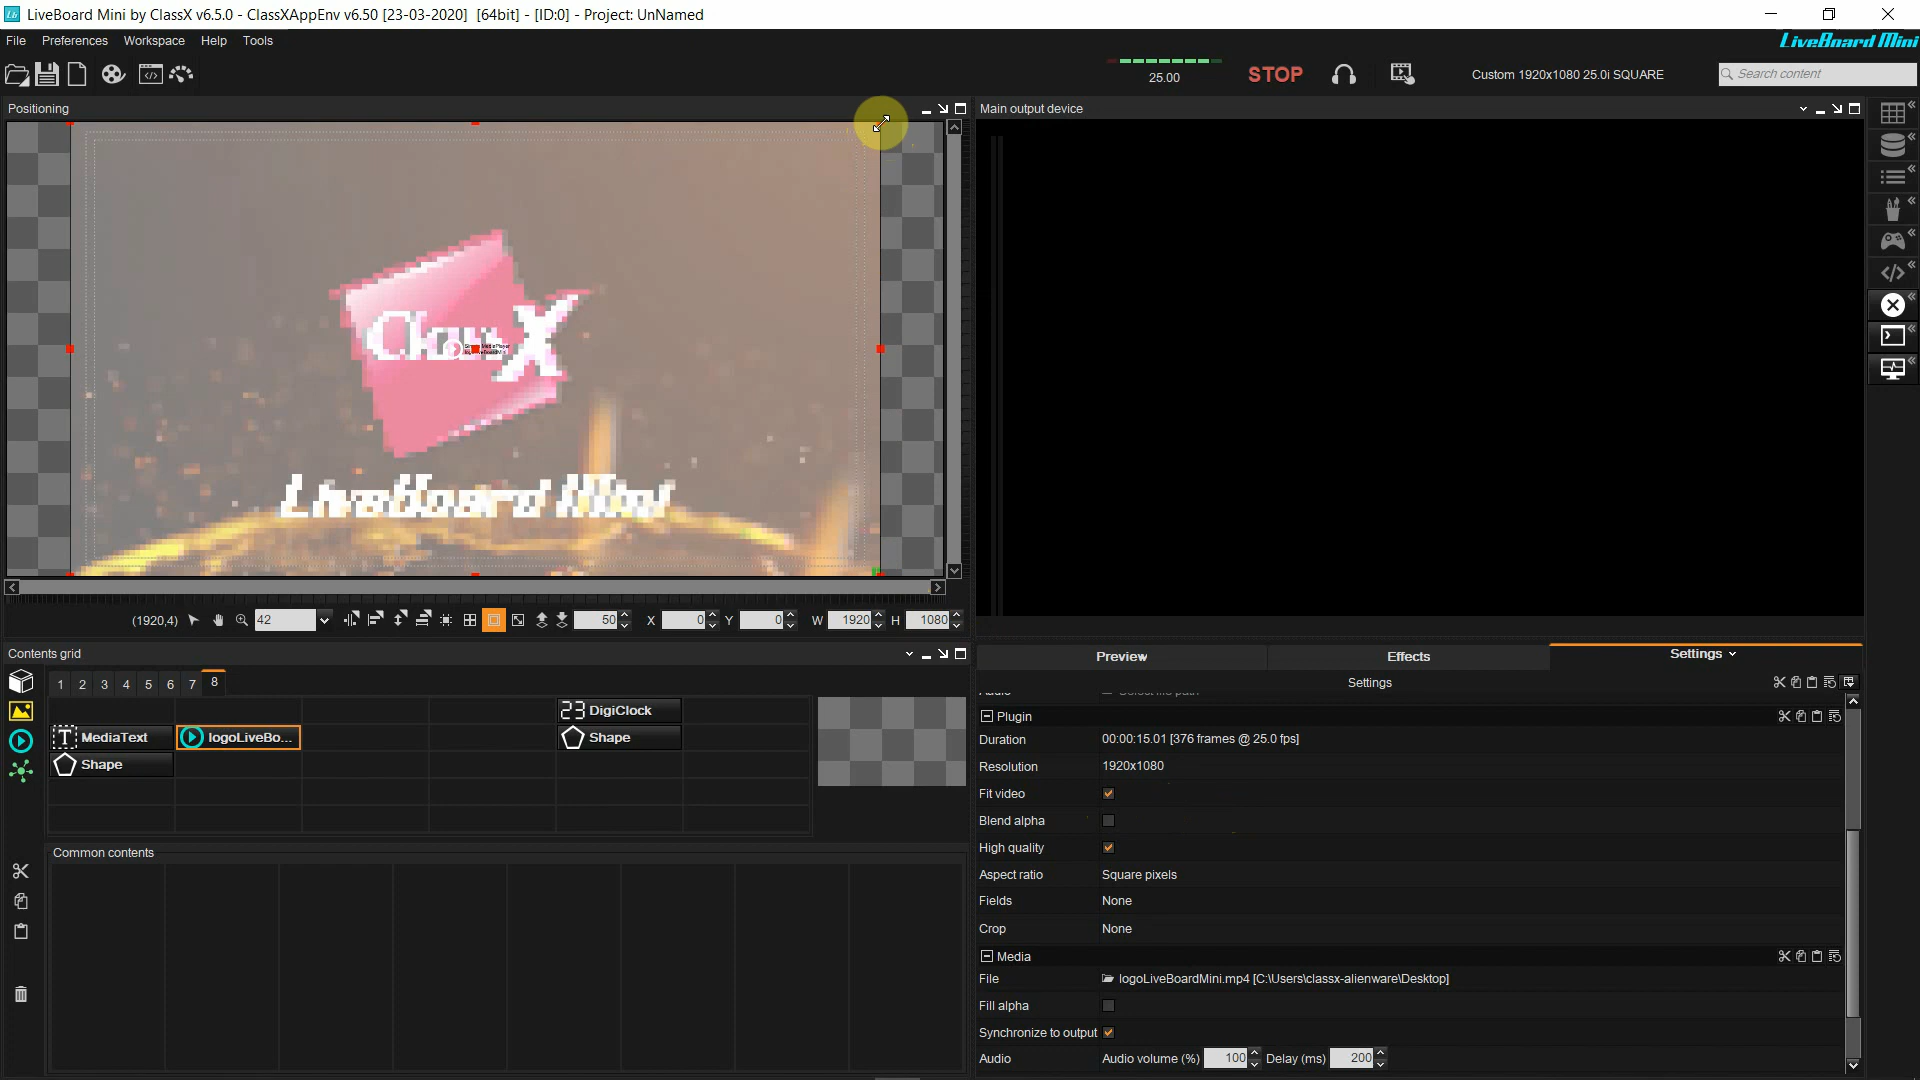 LiveBoard Mini by ClassX v6.5.0 - ClassXAppEnv v6.50 [23-03-2020] [64bit] - [ID:0] - Project: UnNamed
File Preferences Workspace Help Tools
LiveBoard Mini
25.00
STOP
Custom 1920x1080 25.0i SQUARE
Search content
Positioning
Main output device
ClassX
LiveBoard Mini
(1920,4)
42
50
X 0
Y 0
W 1920
H 1080
Contents grid
1 2 3 4 5 6 7 8
23 DigiClock
T MediaText
logoLiveBo...
Shape
Shape
Common contents
Preview
Effects
Settings
Settings
Plugin
Duration 00:00:15.01 [376 frames @ 25.0 fps]
Resolution 1920x1080
Fit video
Blend alpha
High quality
Aspect ratio Square pixels
Fields None
Crop None
Media
File logoLiveBoardMini.mp4 [C:\Users\classx-alienware\Desktop]
Fill alpha
Synchronize to output
Audio Audio volume (%) 100 Delay (ms) 200